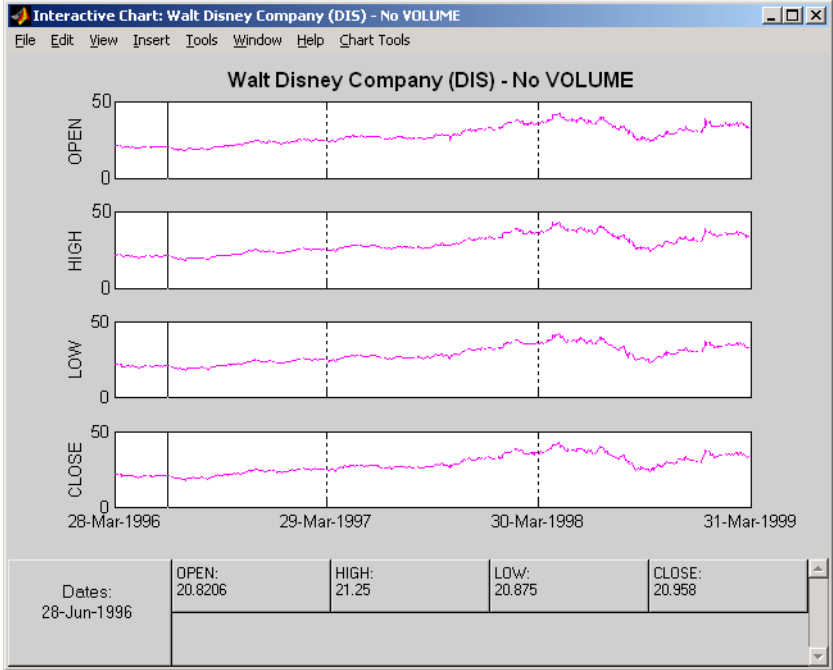 Interactive Chart: Walt Disney Company (DIS) - No VOLUME
File Edit View Insert Tools Window Help Chart Tools
Walt Disney Company (DIS) - No VOLUME
50
OPEN
0
50
HIGH
0
50
LOW
0
50
CLOSE
0
28-Mar-1996 29-Mar-1997 30-Mar-1998 31-Mar-1999
Dates:
28-Jun-1996
OPEN:
20.8206
HIGH:
21.25
LOW:
20.875
CLOSE:
20.958